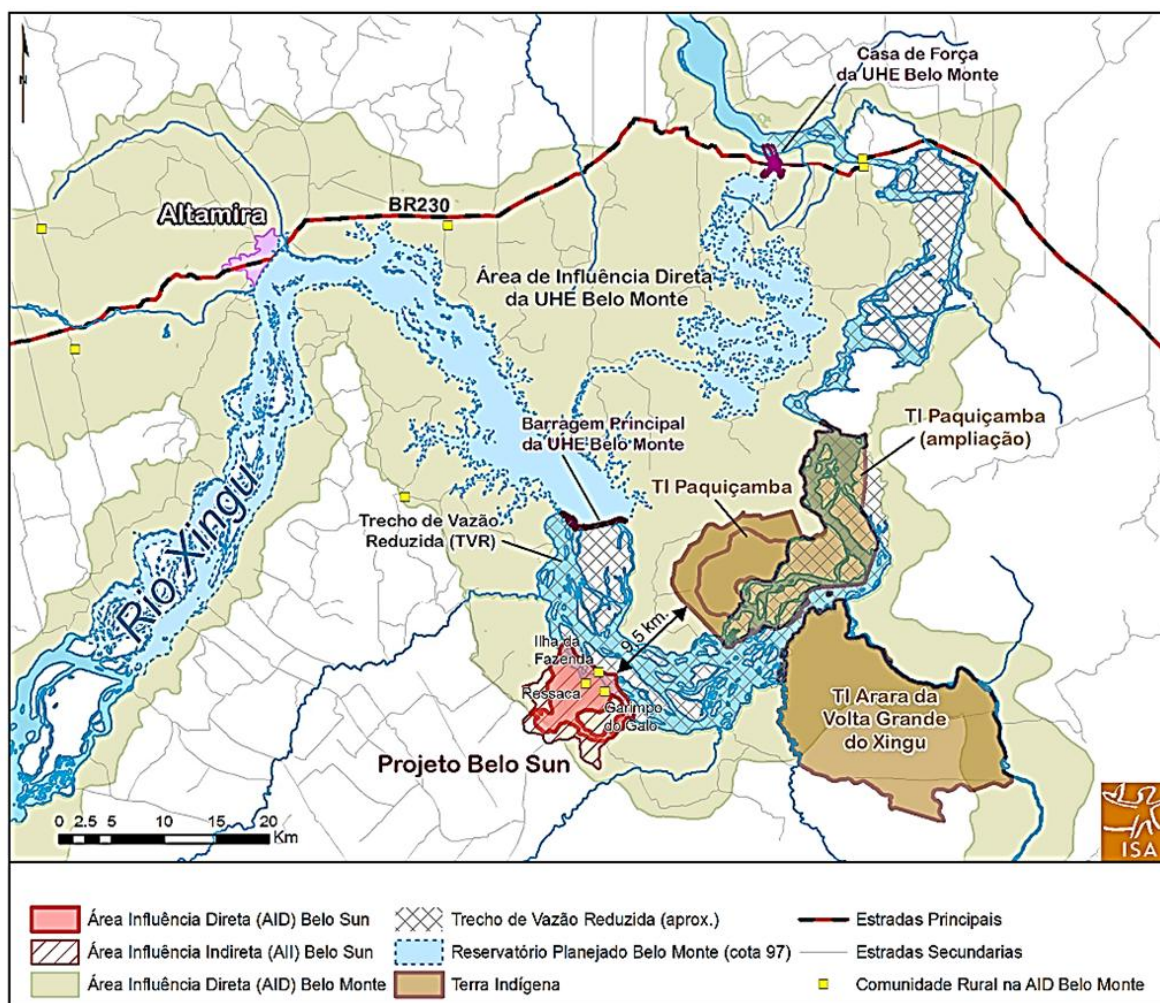 N
Casa de Força
da UHE Belo Monte
Altamira
BR230
Área de Influência Direta
da UHE Belo Monte
Barragem Principal
da UHE Belo Monte
TI Paquiçamba
(ampliação)
TI Paquiçamba
Trecho de Vazão
Reduzida (TVR)
Rio Xingu
9,5 km.
Ilha da
Fazenda
Ressaca
Garimpo
do Galo
TI Arara da
Volta Grande
do Xingu
Projeto Belo Sun
0 2.5 5 10 15 20
Km
ISA
Área Influência Direta (AID) Belo Sun
Área Influência Indireta (AII) Belo Sun
Área Influência Direta (AID) Belo Monte
Trecho de Vazão Reduzida (aprox.)
Reservatório Planejado Belo Monte (cota 97)
Terra Indígena
Estradas Principais
Estradas Secundarias
Comunidade Rural na AID Belo Monte